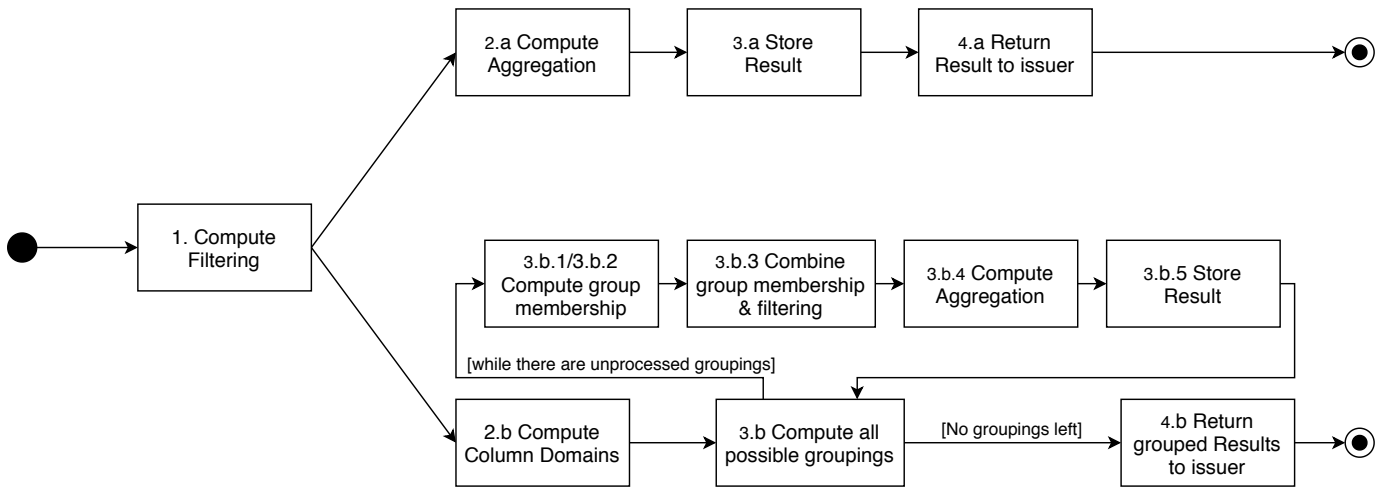 2.a Compute
Aggregation
3.a Store
Result
4.a Return
Result to issuer
1. Compute
Filtering
3.b.1/3.b.2
Compute group
membership
3.b.3 Combine
group membership
& filtering
3.b.4 Compute
Aggregation
3.b.5 Store
Result
[while there are unprocessed groupings]
2.b Compute
Column Domains
3.b Compute all
possible groupings
[No groupings left]
4.b Return
grouped Results
to issuer